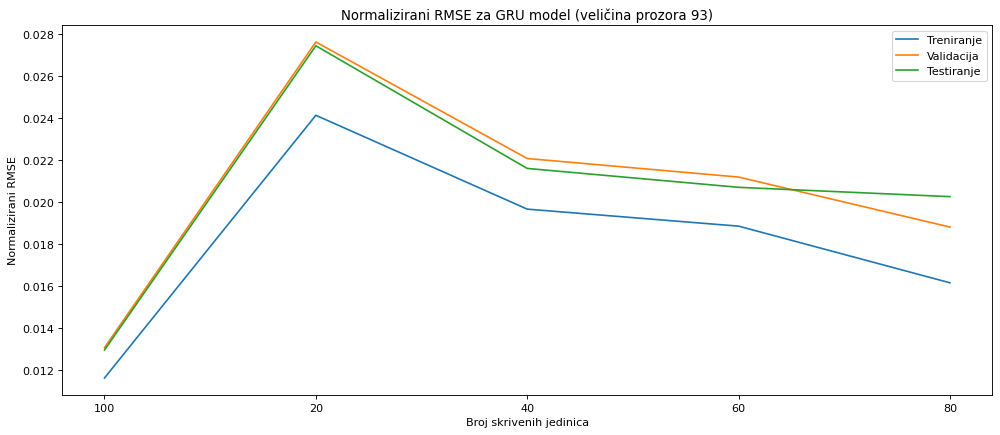 Normalizirani RMSE za GRU model (veličina prozora 93)
Treniranje
Validacija
Testiranje
Normalizirani RMSE
0.028
0.026
0.024
0.022
0.020
0.018
0.016
0.014
0.012
100 20 40 60 80
Broj skrivenih jedinica